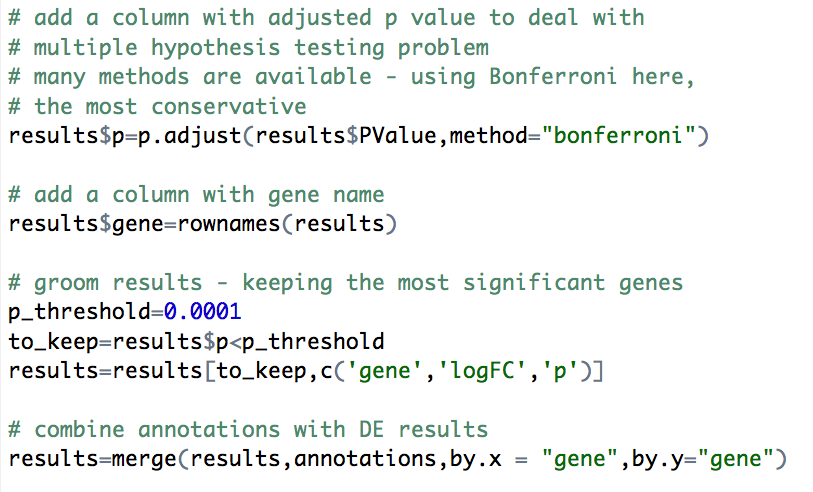 # add a column with adjusted p value to deal with
# multiple hypothesis testing problem
# many methods are available - using Bonferroni here,
# the most conservative
results$p=p.adjust(results$PValue,method="bonferroni")
# add a column with gene name
results$gene=rownames(results)
# groom results - keeping the most significant genes
p_threshold=0.0001
to_keep=results$p<p_threshold
results=results[to_keep,c('gene','logFC','p')]
# combine annotations with DE results
results=merge(results,annotations,by.x = "gene",by.y="gene")